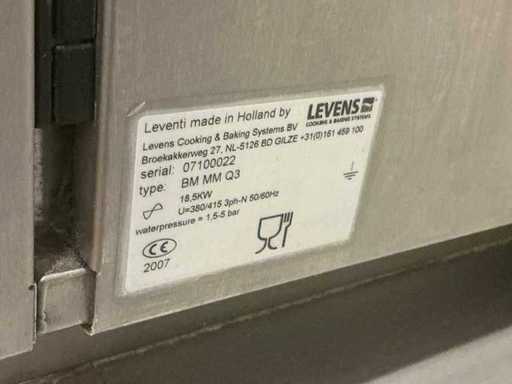 Leventi made in Holland by
LEVENS
COOKING & BAKING SYSTEMS
Levens Cooking & Baking Systems BV
Broekakkerweg 27, NL-5126 BD GILZE +31(0)161 459 100
serial: 07100022
type: BM MM Q3
18,5KW
U=380/415 3ph-N 50/60Hz
waterpressure = 1,5-5 bar
CE
2007